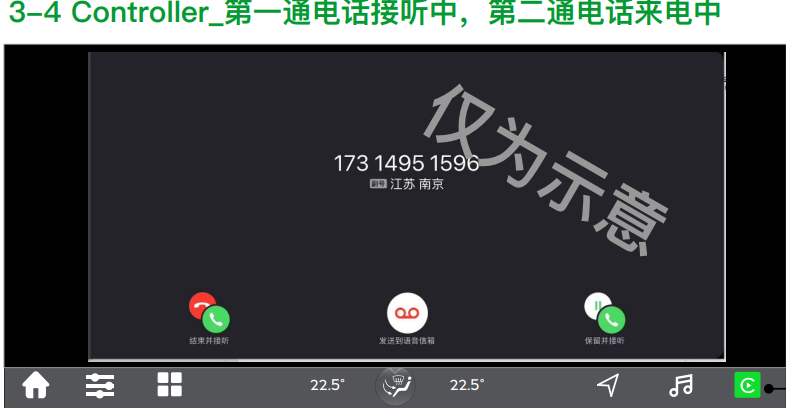 3-4 Controller_第一通电话接听中，第二通电话来电中
仅为示意
173 1495 1596
副号 江苏 南京
结束并接听
发送到语音信箱
保留并接听
22.5°
22.5°